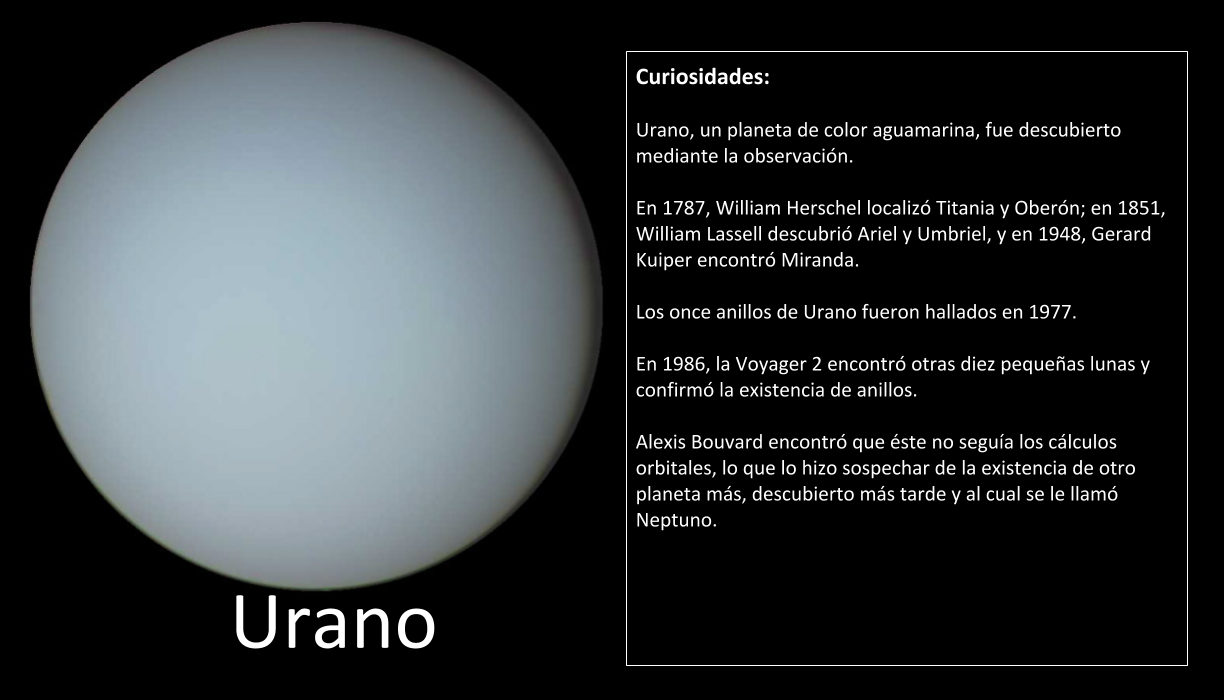 Curiosidades:
Urano, un planeta de color aguamarina, fue descubierto
mediante la observación.
En 1787, William Herschel localizó Titania y Oberón; en 1851,
William Lassell descubrió Ariel y Umbriel, y en 1948, Gerard
Kuiper encontró Miranda.
Los once anillos de Urano fueron hallados en 1977.
En 1986, la Voyager 2 encontró otras diez pequeñas lunas y
confirmó la existencia de anillos.
Alexis Bouvard encontró que éste no seguía los cálculos
orbitales, lo que lo hizo sospechar de la existencia de otro
planeta más, descubierto más tarde y al cual se le llamó
Neptuno.
Urano